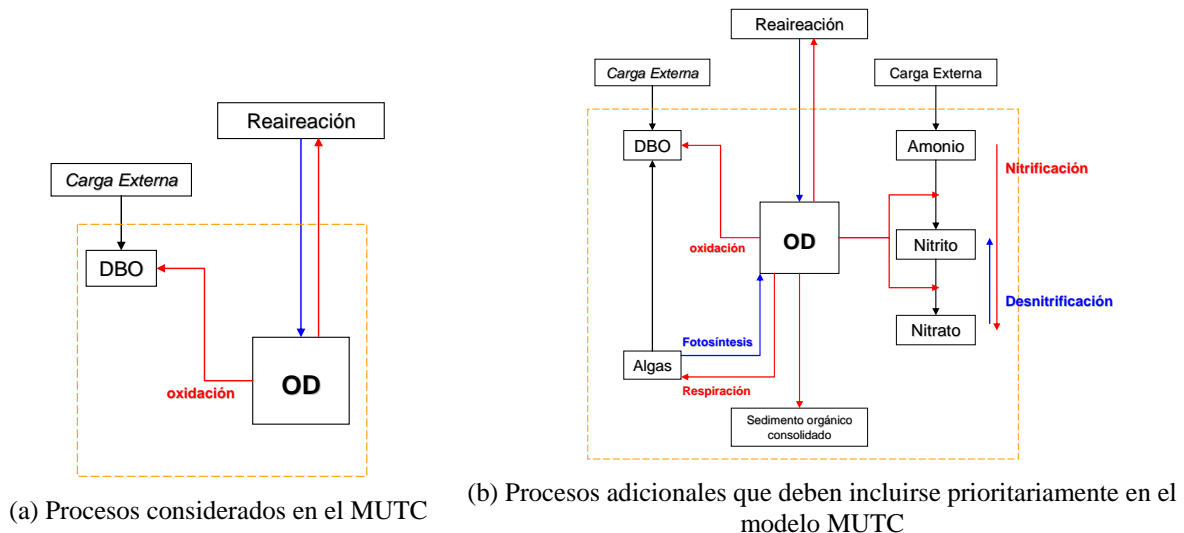 Reaireación
Carga Externa
DBO
oxidación
OD
(a) Procesos considerados en el MUTC
Reaireación
Carga Externa
Carga Externa
DBO
Amonio
Nitrificación
oxidación
OD
Nitrito
Desnitrificación
Nitrato
Fotosíntesis
Algas
Respiración
Sedimento orgánico
consolidado
(b) Procesos adicionales que deben incluirse prioritariamente en el
modelo MUTC